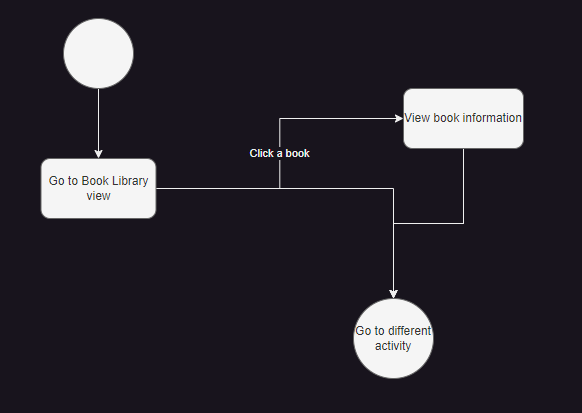 View book information
Click a book
Go to Book Library
view
Go to different
activity